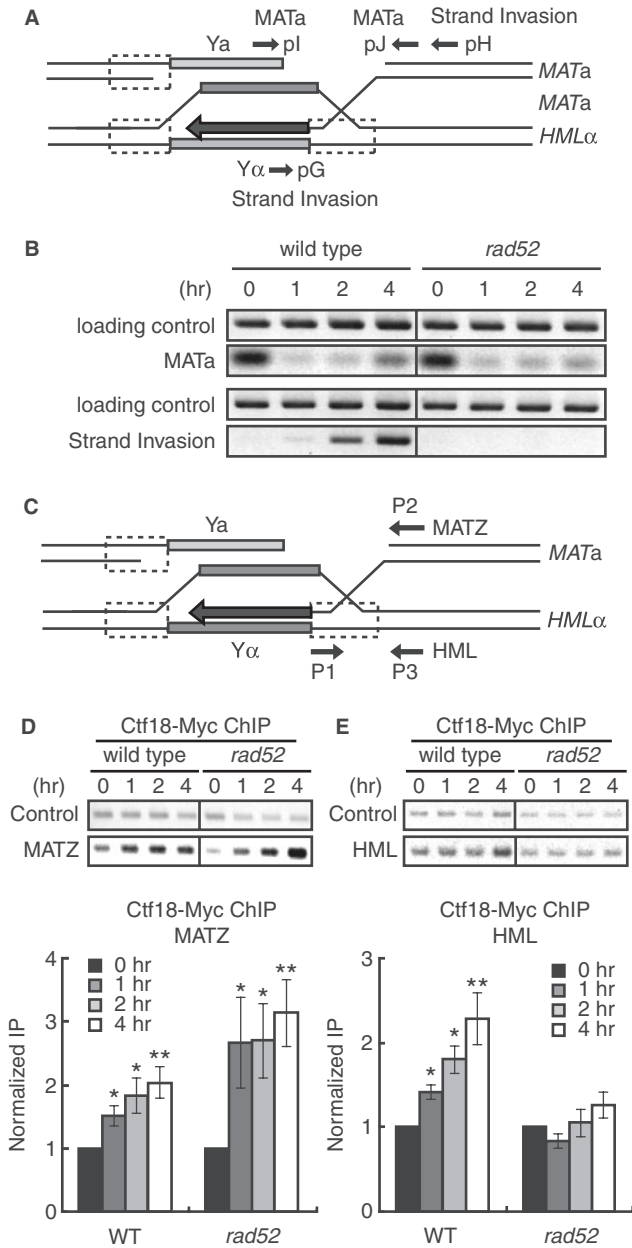 A
MATa MATa Strand Invasion
Ya pI pJ pH
MATa
MATa
HMLα
Yα pG
Strand Invasion
B
wild type rad52
(hr) 0 1 2 4 0 1 2 4
loading control
MATa
loading control
Strand Invasion
C
P2
Ya MATZ
MATa
HMLα
Yα HML
P1 P3
D
Ctf18-Myc ChIP
wild type rad52
(hr) 0 1 2 4 0 1 2 4
Control
MATZ
E
Ctf18-Myc ChIP
wild type rad52
(hr) 0 1 2 4 0 1 2 4
Control
HML
Ctf18-Myc ChIP
MATZ
Normalized IP
4
3
2
1
0
0 hr
1 hr
2 hr
4 hr
* * ** * * **
WT rad52
Ctf18-Myc ChIP
HML
Normalized IP
3
2
1
0
0 hr
1 hr
2 hr
4 hr
* * **
WT rad52